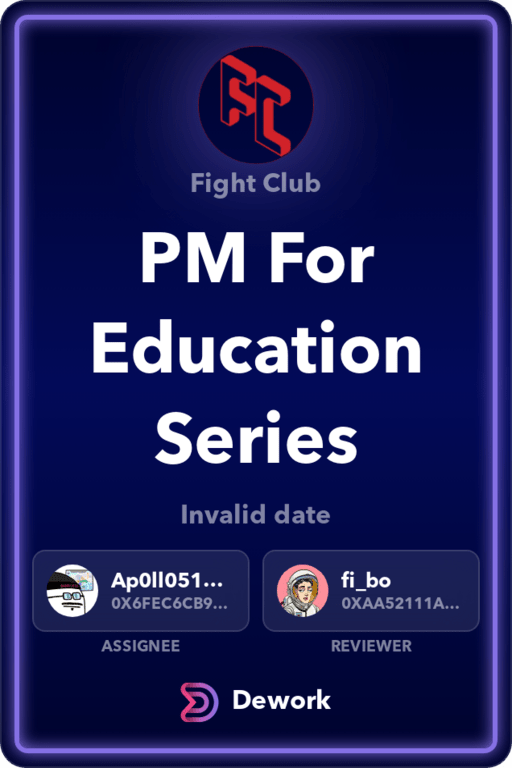 Fight Club
PM For
Education
Series
Invalid date
Ap0ll051...
0X6FEC6CB9...
ASSIGNEE
fi_bo
0XAA52111A...
REVIEWER
Dework